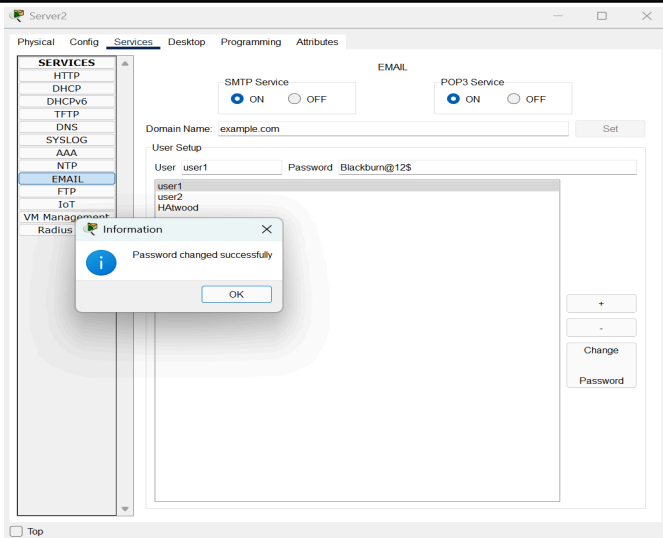 Server2
Physical Config Services Desktop Programming Attributes
SERVICES
HTTP
DHCP
DHCPv6
TFTP
DNS
SYSLOG
AAA
NTP
EMAIL
FTP
IoT
VM Management
Radius
EMAIL
SMTP Service
ON OFF
POP3 Service
ON OFF
Domain Name: example.com Set
User Setup
User user1 Password Blackburn@12$
user1
user2
HAtwood
Information
Password changed successfully
OK
+
-
Change
Password
Top